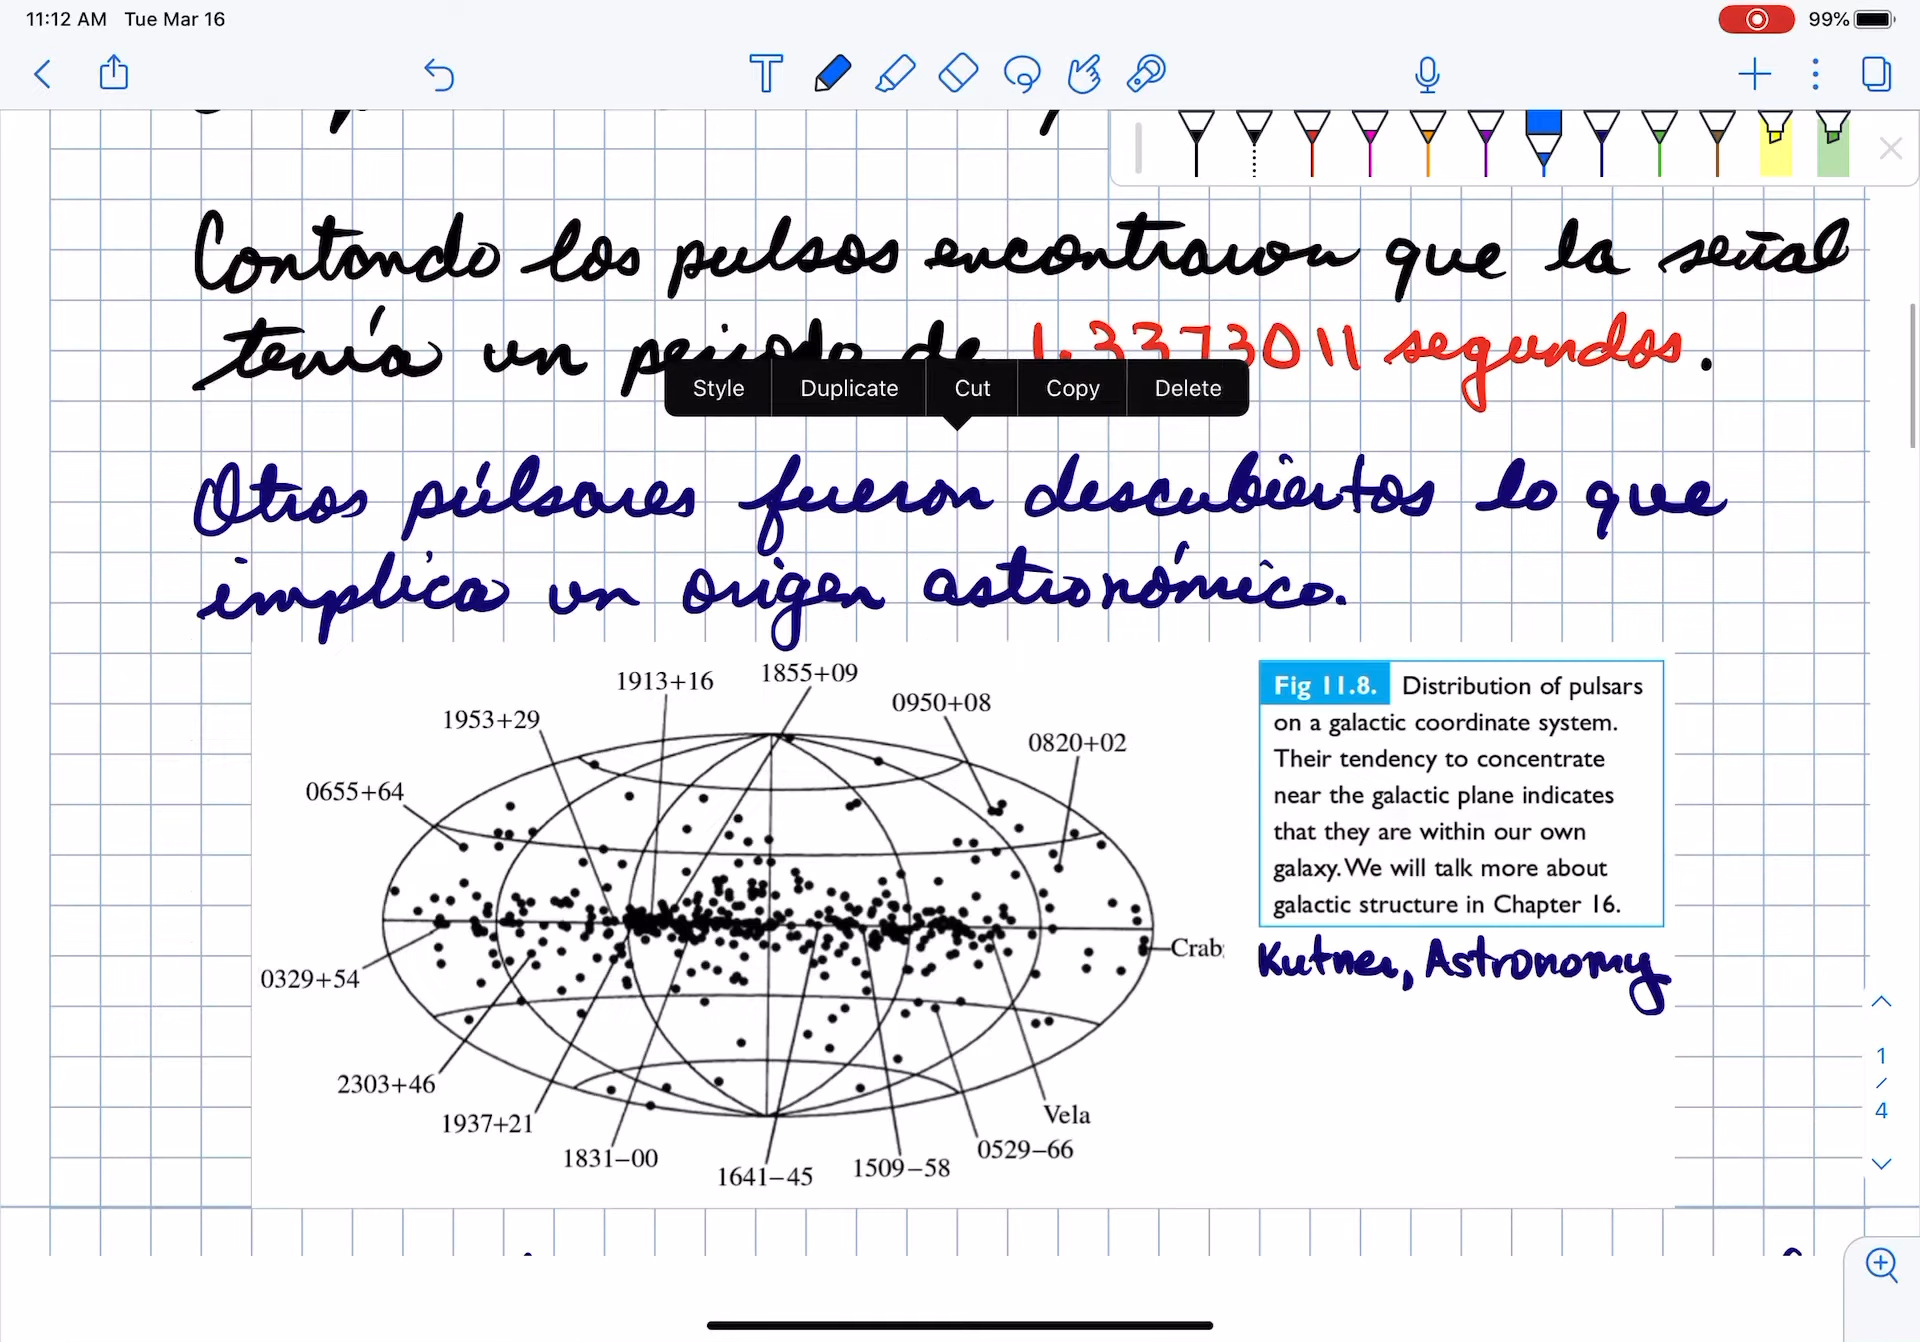 11:12 AM Tue Mar 16
99%
Contando los pulsos encontraron que la señal
tenía un periodo de 1.3373011 segundos.
Style Duplicate Cut Copy Delete
Otros púlsares fueron descubiertos lo que
implica un origen astronómico.
1913+16
1855+09
1953+29
0950+08
0820+02
0655+64
Crab
0329+54
2303+46
1937+21
1831−00
1641−45
1509−58
0529−66
Vela
Fig 11.8. Distribution of pulsars
on a galactic coordinate system.
Their tendency to concentrate
near the galactic plane indicates
that they are within our own
galaxy. We will talk more about
galactic structure in Chapter 16.
Kutner, Astronomy
1
/
4